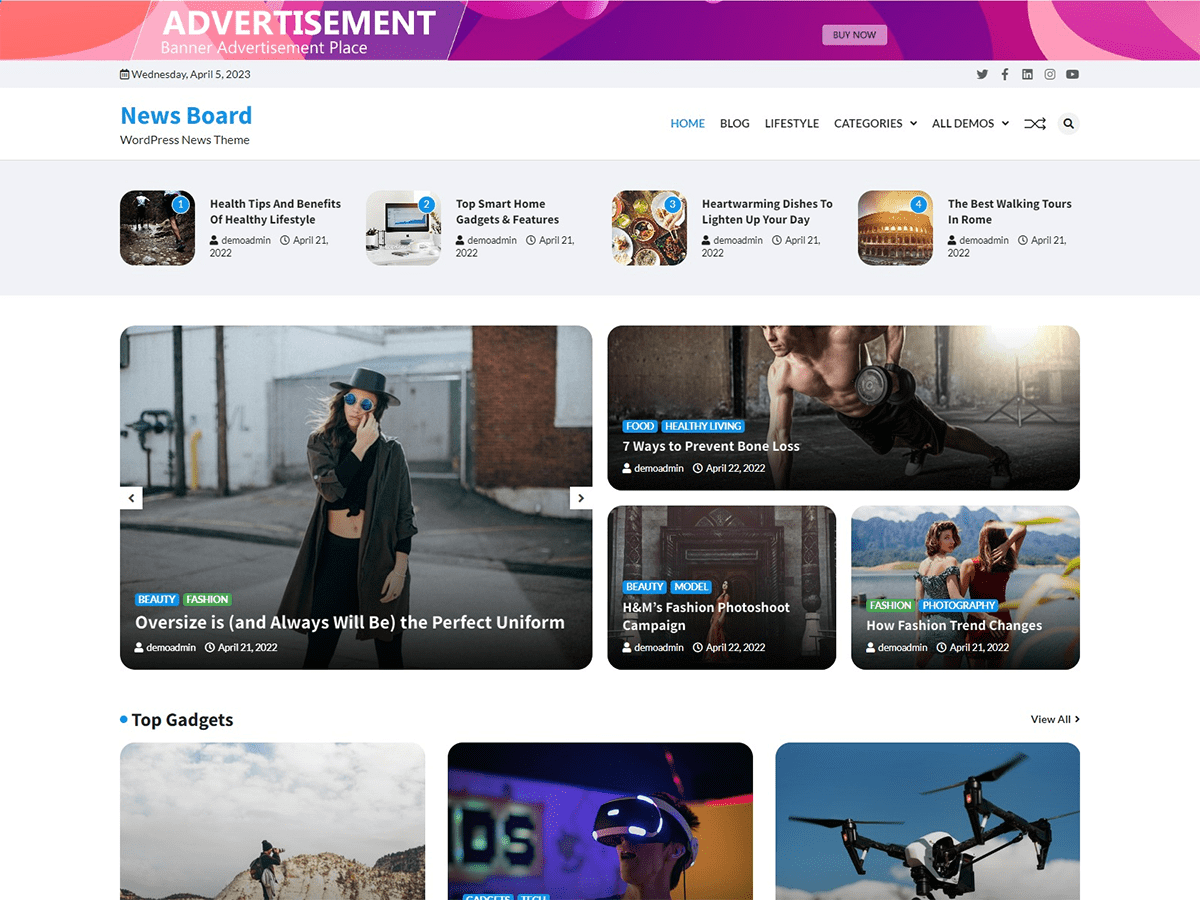 ADVERTISEMENT
Banner Advertisement Place
BUY NOW
Wednesday, April 5, 2023
News Board
WordPress News Theme
HOME BLOG LIFESTYLE CATEGORIES ALL DEMOS
1
Health Tips And Benefits
Of Healthy Lifestyle
demoadmin April 21,
2022
2
Top Smart Home
Gadgets & Features
demoadmin April 21,
2022
3
Heartwarming Dishes To
Lighten Up Your Day
demoadmin April 21,
2022
4
The Best Walking Tours
In Rome
demoadmin April 21,
2022
BEAUTY FASHION
Oversize is (and Always Will Be) the Perfect Uniform
demoadmin April 21, 2022
FOOD HEALTHY LIVING
7 Ways to Prevent Bone Loss
demoadmin April 22, 2022
BEAUTY MODEL
H&M’s Fashion Photoshoot
Campaign
demoadmin April 22, 2022
FASHION PHOTOGRAPHY
How Fashion Trend Changes
demoadmin April 21, 2022
Top Gadgets
View All
GADGETS TECH